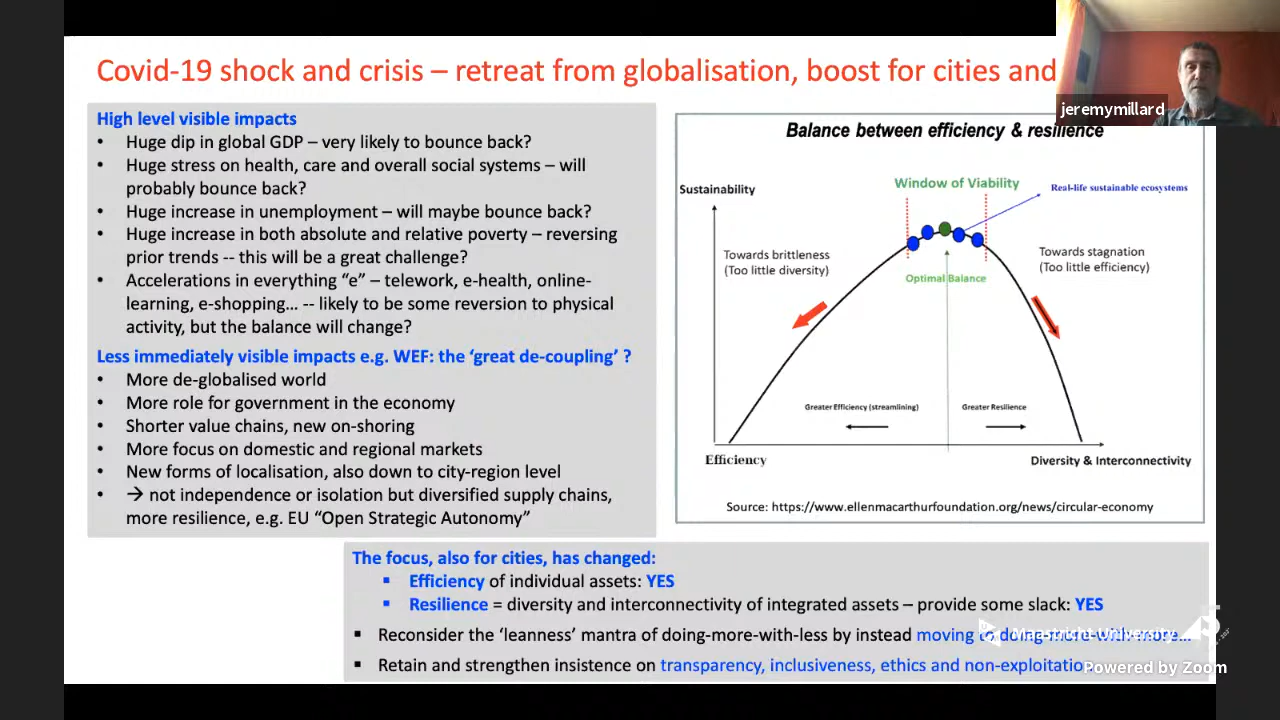 Covid-19 shock and crisis – retreat from globalisation, boost for cities and
jeremymillard
High level visible impacts
• Huge dip in global GDP – very likely to bounce back?
• Huge stress on health, care and overall social systems – will
probably bounce back?
• Huge increase in unemployment – will maybe bounce back?
• Huge increase in both absolute and relative poverty – reversing
prior trends -- this will be a great challenge?
• Accelerations in everything “e” – telework, e-health, online-
learning, e-shopping… -- likely to be some reversion to physical
activity, but the balance will change?
Less immediately visible impacts e.g. WEF: the ‘great de-coupling’ ?
• More de-globalised world
• More role for government in the economy
• Shorter value chains, new on-shoring
• More focus on domestic and regional markets
• New forms of localisation, also down to city-region level
• → not independence or isolation but diversified supply chains,
more resilience, e.g. EU “Open Strategic Autonomy”
Balance between efficiency & resilience
Sustainability
Window of Viability
Real-life sustainable ecosystems
Towards brittleness
(Too little diversity)
Towards stagnation
(Too little efficiency)
Optimal Balance
Greater Efficiency (streamlining)
Greater Resilience
Efficiency
Diversity & Interconnectivity
Source: https://www.ellenmacarthurfoundation.org/news/circular-economy
The focus, also for cities, has changed:
▪ Efficiency of individual assets: YES
▪ Resilience = diversity and interconnectivity of integrated assets – provide some slack: YES
▪ Reconsider the ‘leanness’ mantra of doing-more-with-less by instead moving to doing-more-with-more…
▪ Retain and strengthen insistence on transparency, inclusiveness, ethics and non-exploitatio
Maastricht University
Powered by Zoom